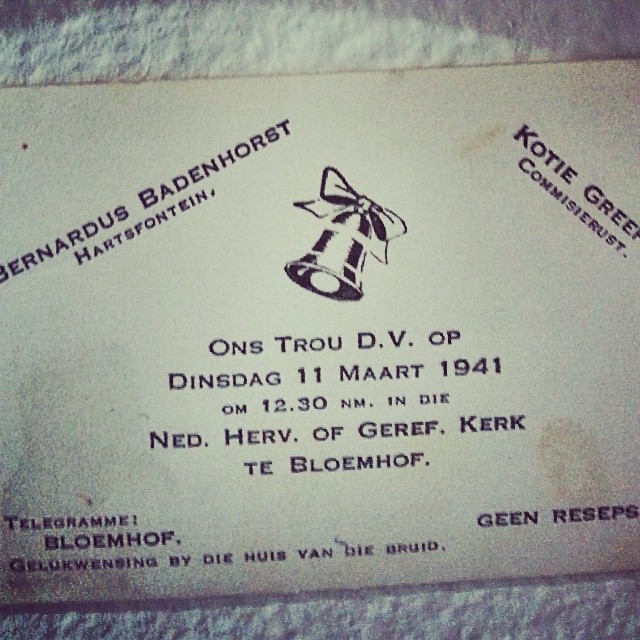 BERNARDUS BADENHORST
HARTSFONTEIN,
KOTIE GREEF
COMMISIERUST.
ONS TROU D.V. OP
DINSDAG 11 MAART 1941
OM 12.30 NM. IN DIE
NED. HERV. OF GEREF. KERK
TE BLOEMHOF.
TELEGRAMME:
BLOEMHOF.
GEEN RESEPS
GELUKWENSING BY DIE HUIS VAN DIE BRUID.